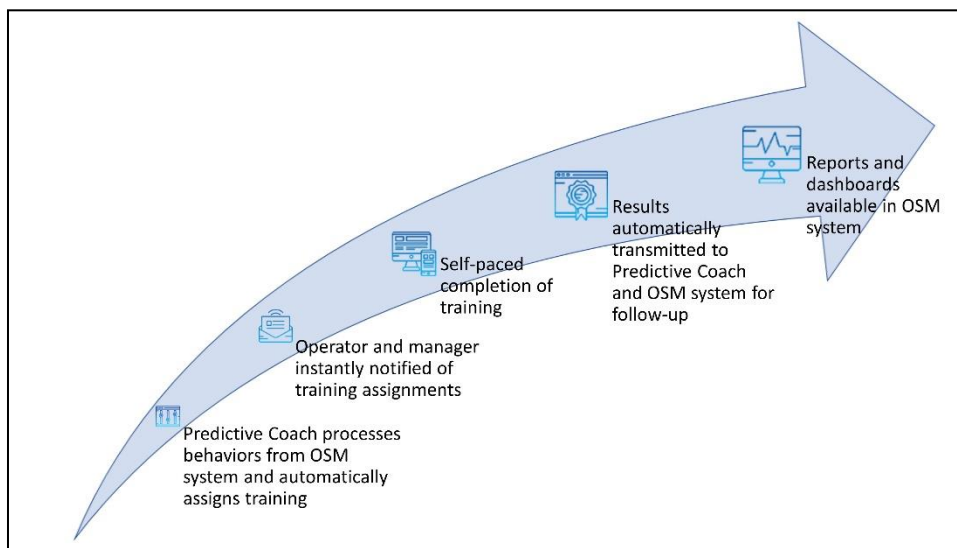 Predictive Coach processes
behaviors from OSM
system and automatically
assigns training
Operator and manager
instantly notified of
training assignments
Self-paced
completion of
training
Results
automatically
transmitted to
Predictive Coach
and OSM system for
follow-up
Reports and
dashboards
available in OSM
system